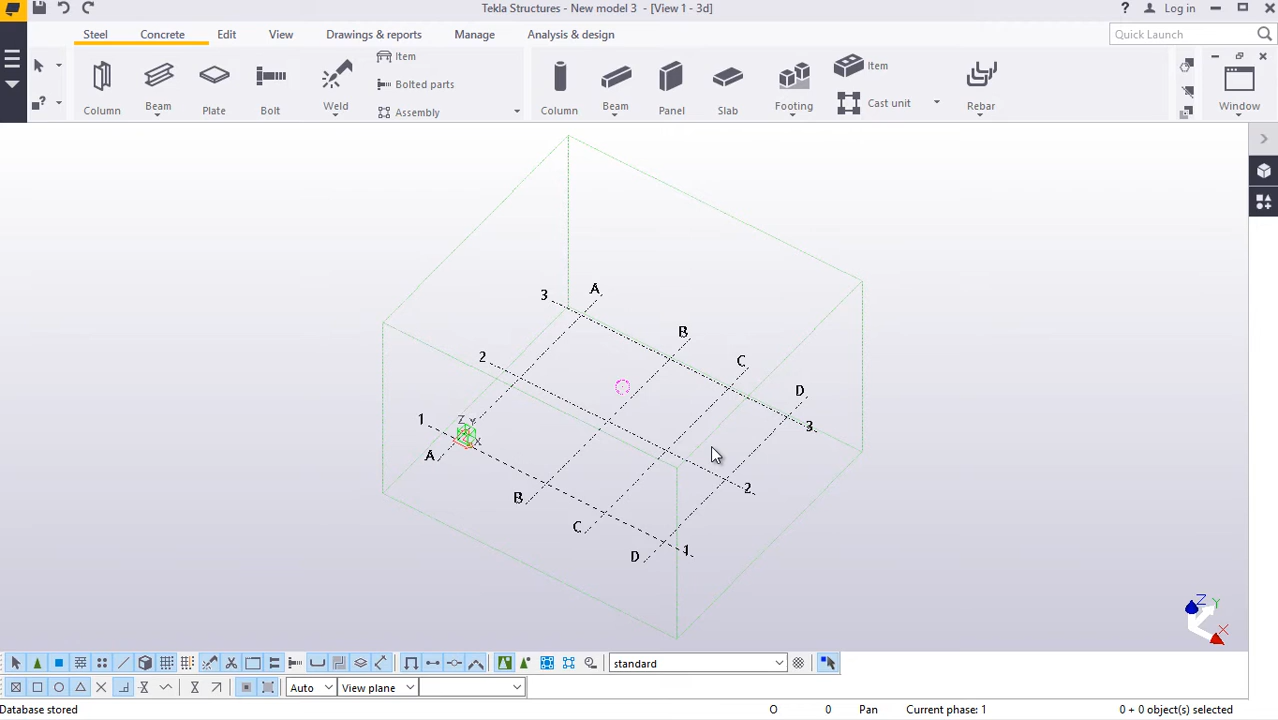 Tekla Structures - New model 3 - [View 1 - 3d]
? Log in
Steel Concrete Edit View Drawings & reports Manage Analysis & design Quick Launch
Item Item
Bolted parts Cast unit
Assembly
Column Beam Plate Bolt Weld Column Beam Panel Slab Footing Rebar Window
A
3
B
2
C
D
1
Z Y
X
3
A
2
B
C
1
D
Z Y
X
standard
Auto View plane
Database stored O 0 Pan Current phase: 1 0 + 0 object(s) selected